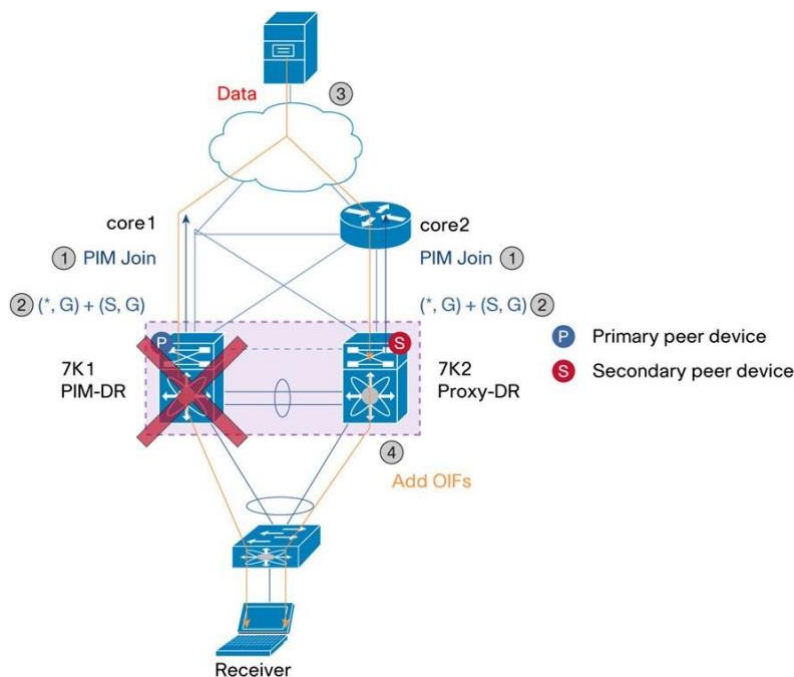 Data
3
core1
core2
1 PIM Join
PIM Join 1
2 (*, G) + (S, G)
(*, G) + (S, G) 2
P
S
P Primary peer device
S Secondary peer device
7K1
PIM-DR
7K2
Proxy-DR
4
Add OIFs
Receiver